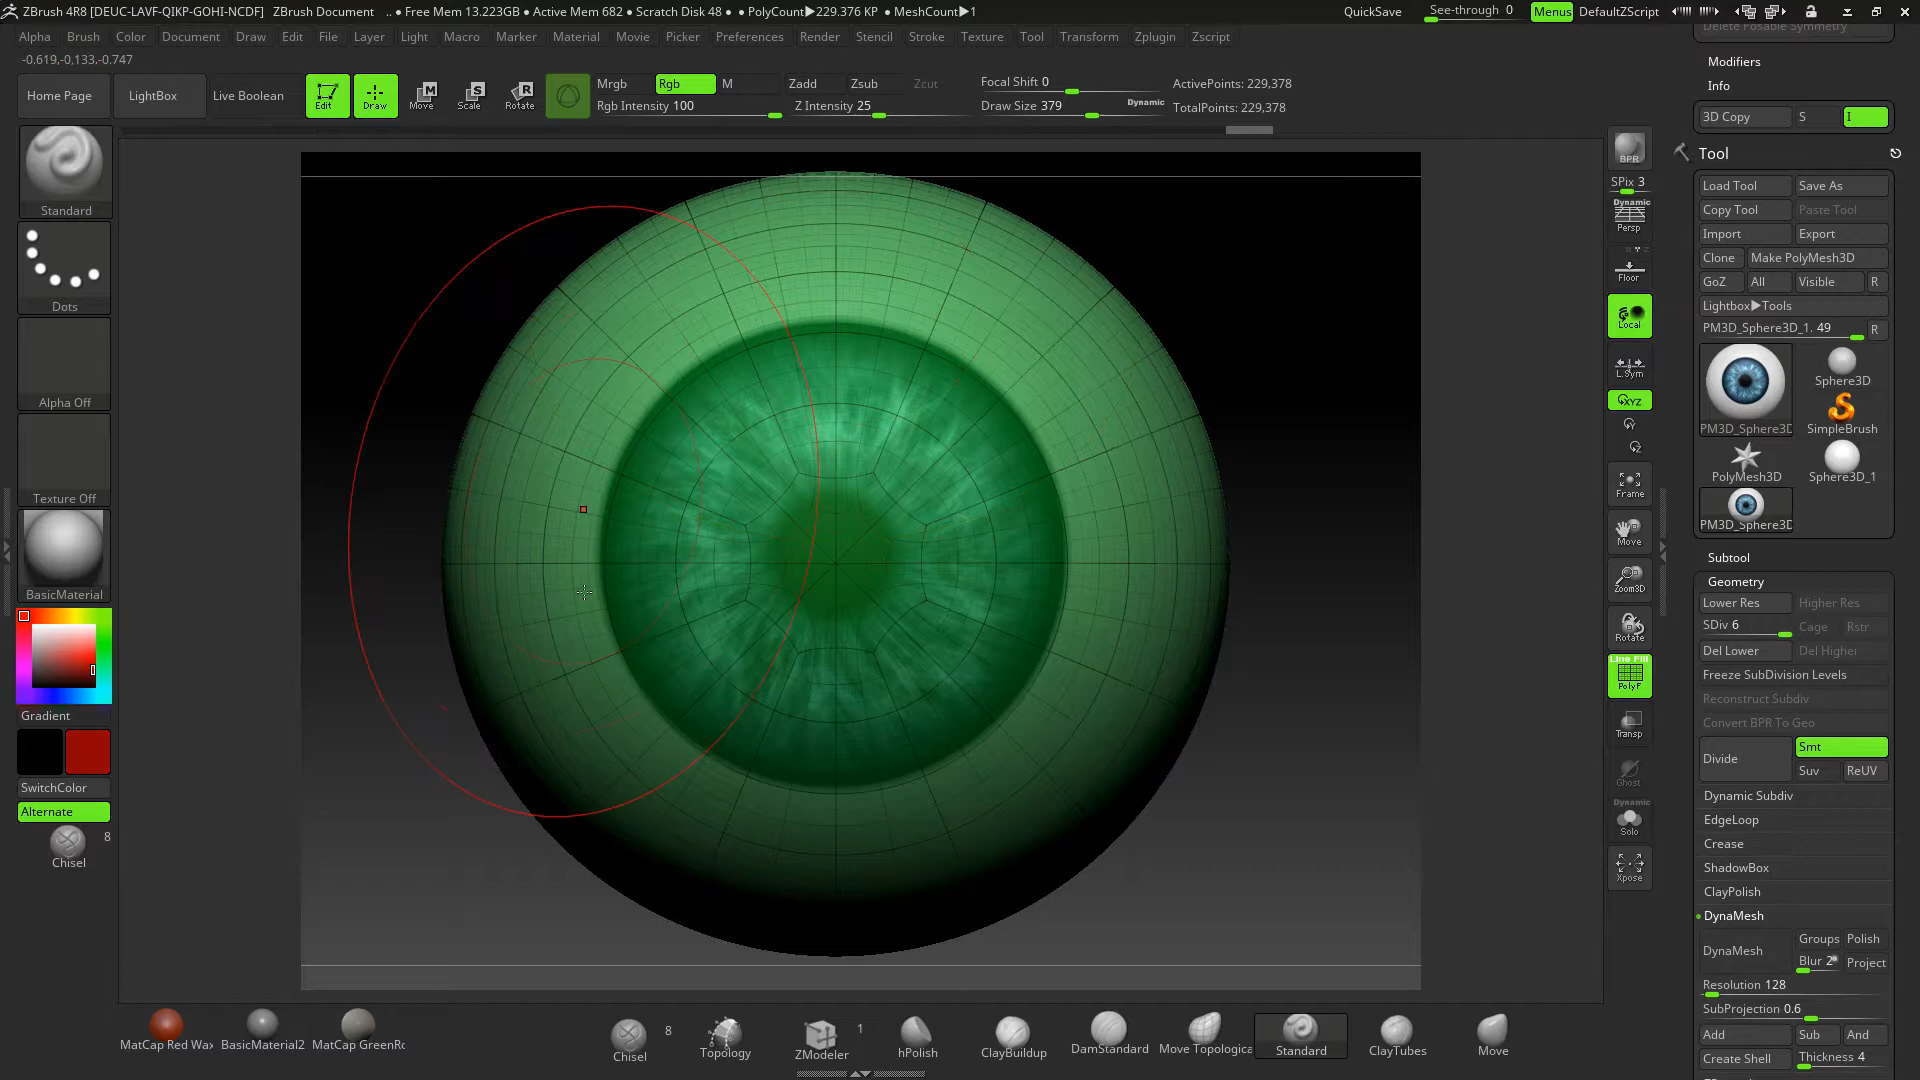 ZBrush 4R8 [DEUC-LAVF-QIKP-GOHI-NCDF] ZBrush Document .. ● Free Mem 13.223GB ● Active Mem 682 ● Scratch Disk 48 ● PolyCount▶229.376 KP ● MeshCount▶1 QuickSave See-through 0 Menus DefaultZScript
Alpha Brush Color Document Draw Edit File Layer Light Macro Marker Material Movie Picker Preferences Render Stencil Stroke Texture Tool Transform Zplugin Zscript
-0.619,-0,133,-0.747
Home Page LightBox Live Boolean Edit Draw Move Scale Rotate
Mrgb Rgb M Zadd Zsub Zcut Focal Shift 0 ActivePoints: 229,378
Rgb Intensity 100 Z Intensity 25 Draw Size 379 Dynamic TotalPoints: 229,378
Standard
Dots
Alpha Off
Texture Off
BasicMaterial
Gradient
SwitchColor
Alternate
8
Chisel
BPR
SPix 3
Dynamic
Persp
Floor
Local
L.Sym
XYZ
Frame
Move
Zoom3D
Rotate
Line Fill
PolyF
Transp
Ghost
Dynamic
Solo
Xpose
Delete Posable Symmetry
Modifiers
Info
3D Copy S I
Tool
Load Tool Save As
Copy Tool Paste Tool
Import Export
Clone Make PolyMesh3D
GoZ All Visible R
Lightbox▶Tools
PM3D_Sphere3D_1. 49 R
Sphere3D
PM3D_Sphere3D SimpleBrush
PolyMesh3D Sphere3D_1
PM3D_Sphere3D
Subtool
Geometry
Lower Res Higher Res
SDiv 6 Cage Rstr
Del Lower Del Higher
Freeze SubDivision Levels
Reconstruct Subdiv
Convert BPR To Geo
Divide Smt
Suv ReUV
Dynamic Subdiv
EdgeLoop
Crease
ShadowBox
ClayPolish
DynaMesh
DynaMesh Groups Polish
Blur 2 Project
Resolution 128
SubProjection 0.6
Add Sub And
Create Shell Thickness 4
MatCap Red Wax BasicMaterial2 MatCap GreenRo
Chisel 8 Topology ZModeler 1 hPolish ClayBuildup DamStandard Move Topologica Standard ClayTubes Move